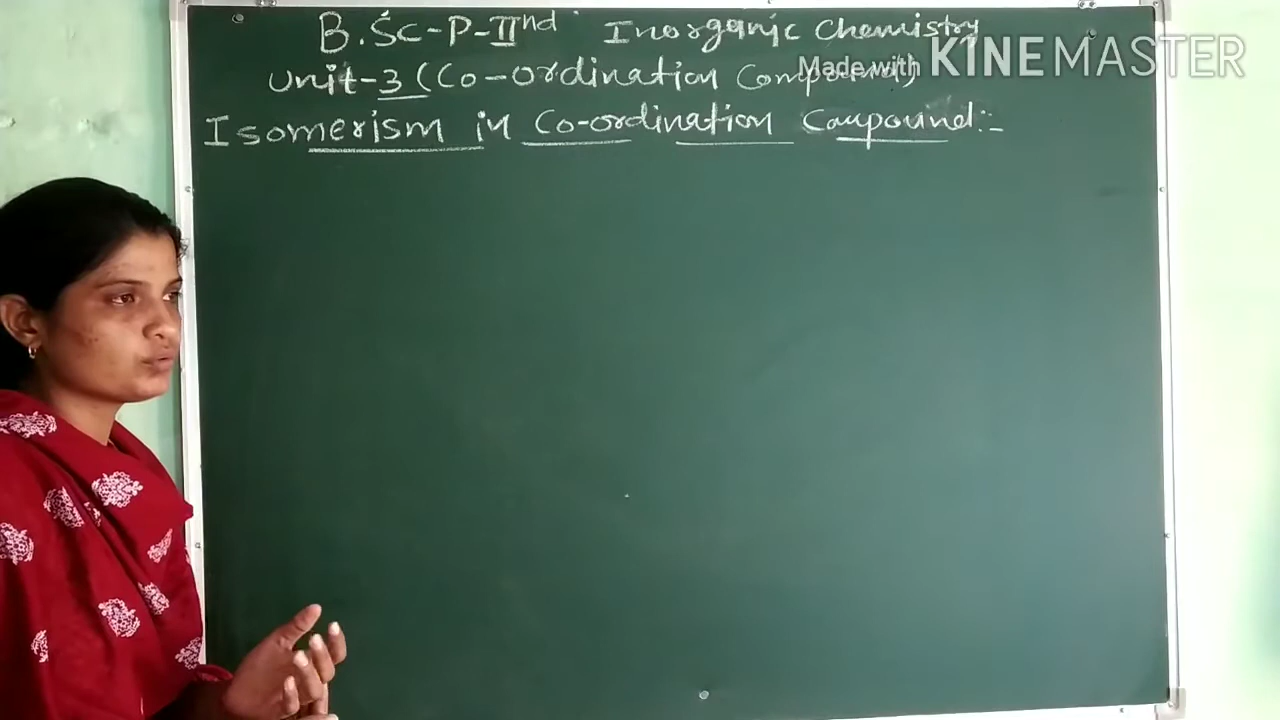 B.Sc-P-IInd Inorganic Chemistry
Made with KINEMASTER
Unit-3 (Co-ordination Compound)
Isomerism in Co-ordination Compound:-